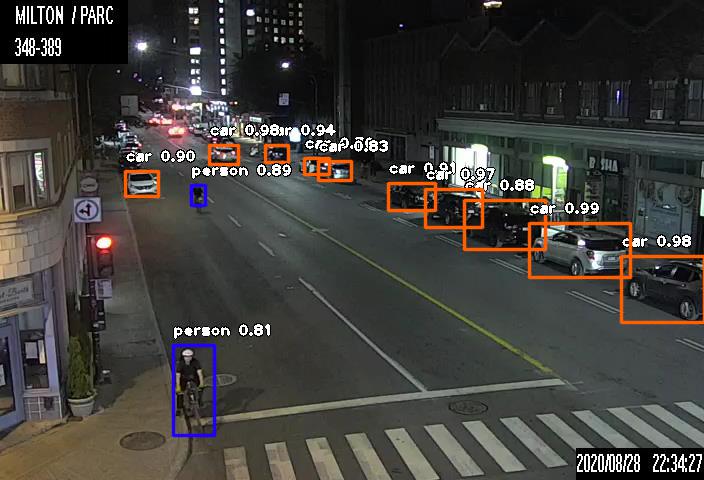 MILTON / PARC
348-389
car 0.98
car 0.94
car 0.83
car 0.90
person 0.89
car 0.91
car 0.97
car 0.88
car 0.99
car 0.98
person 0.81
2020/08/28 22:34:27